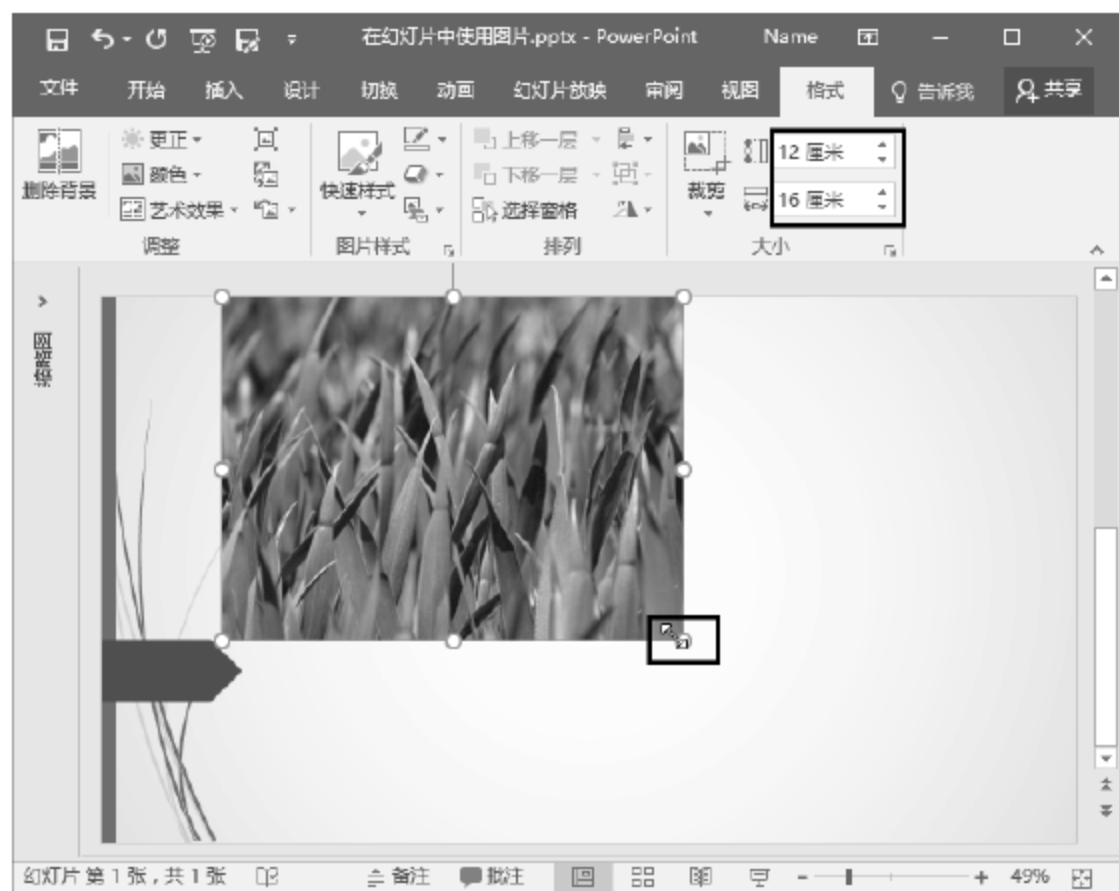 在幻灯片中使用图片.pptx - PowerPoint Name
文件 开始 插入 设计 切换 动画 幻灯片放映 审阅 视图 格式 告诉我 共享
删除背景
更正
颜色
艺术效果
调整
快速样式
图片样式
上移一层
下移一层
选择窗格
排列
裁剪
12 厘米
16 厘米
大小
缩略图
幻灯片 第 1 张，共 1 张 备注 批注 49%